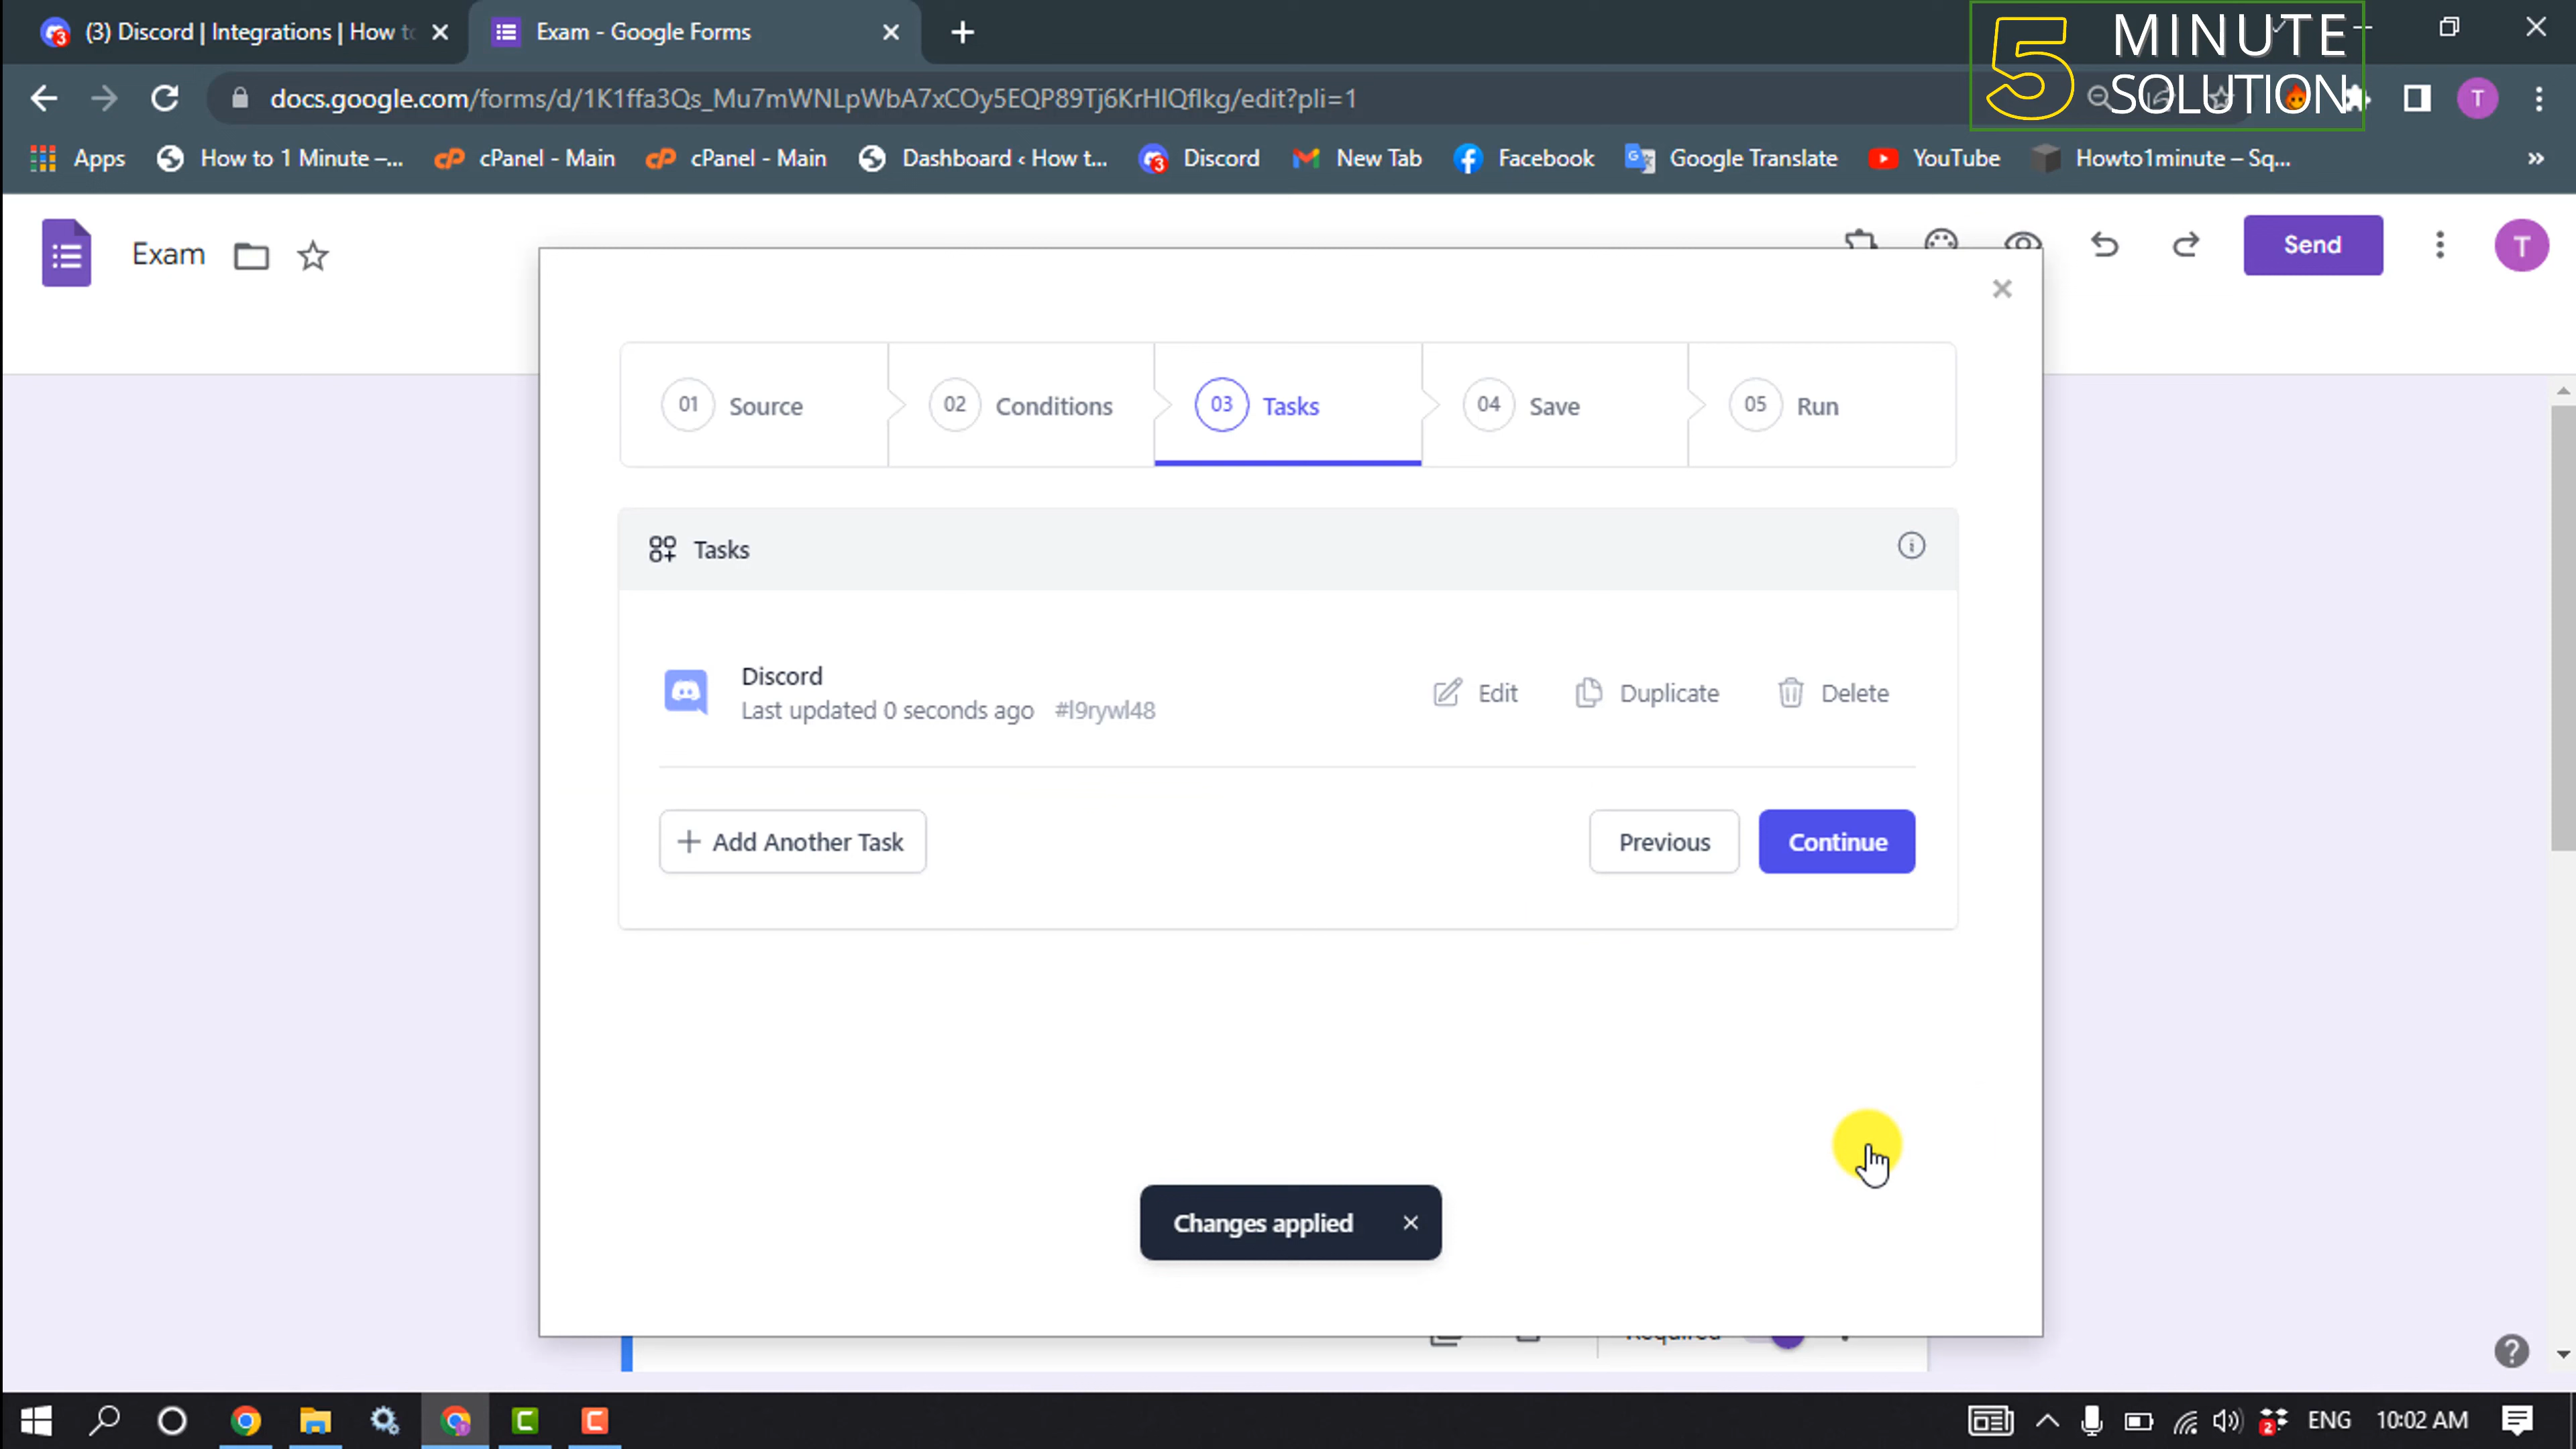 (3) Discord | Integrations | How to
Exam - Google Forms
5 MINUTE
SOLUTION
docs.google.com/forms/d/1K1ffa3Qs_Mu7mWNLpWbA7xCOy5EQP89Tj6KrHIQflkg/edit?pli=1
T
Apps
How to 1 Minute –...
cPanel - Main
cPanel - Main
Dashboard ‹ How t...
3
Discord
New Tab
Facebook
Google Translate
YouTube
Howto1minute – Sq...
»
Exam
Send
T
01 Source
02 Conditions
03 Tasks
04 Save
05 Run
Tasks
Discord
Last updated 0 seconds ago #l9rywl48
Edit
Duplicate
Delete
+ Add Another Task
Previous
Continue
Changes applied
2
ENG
10:02 AM